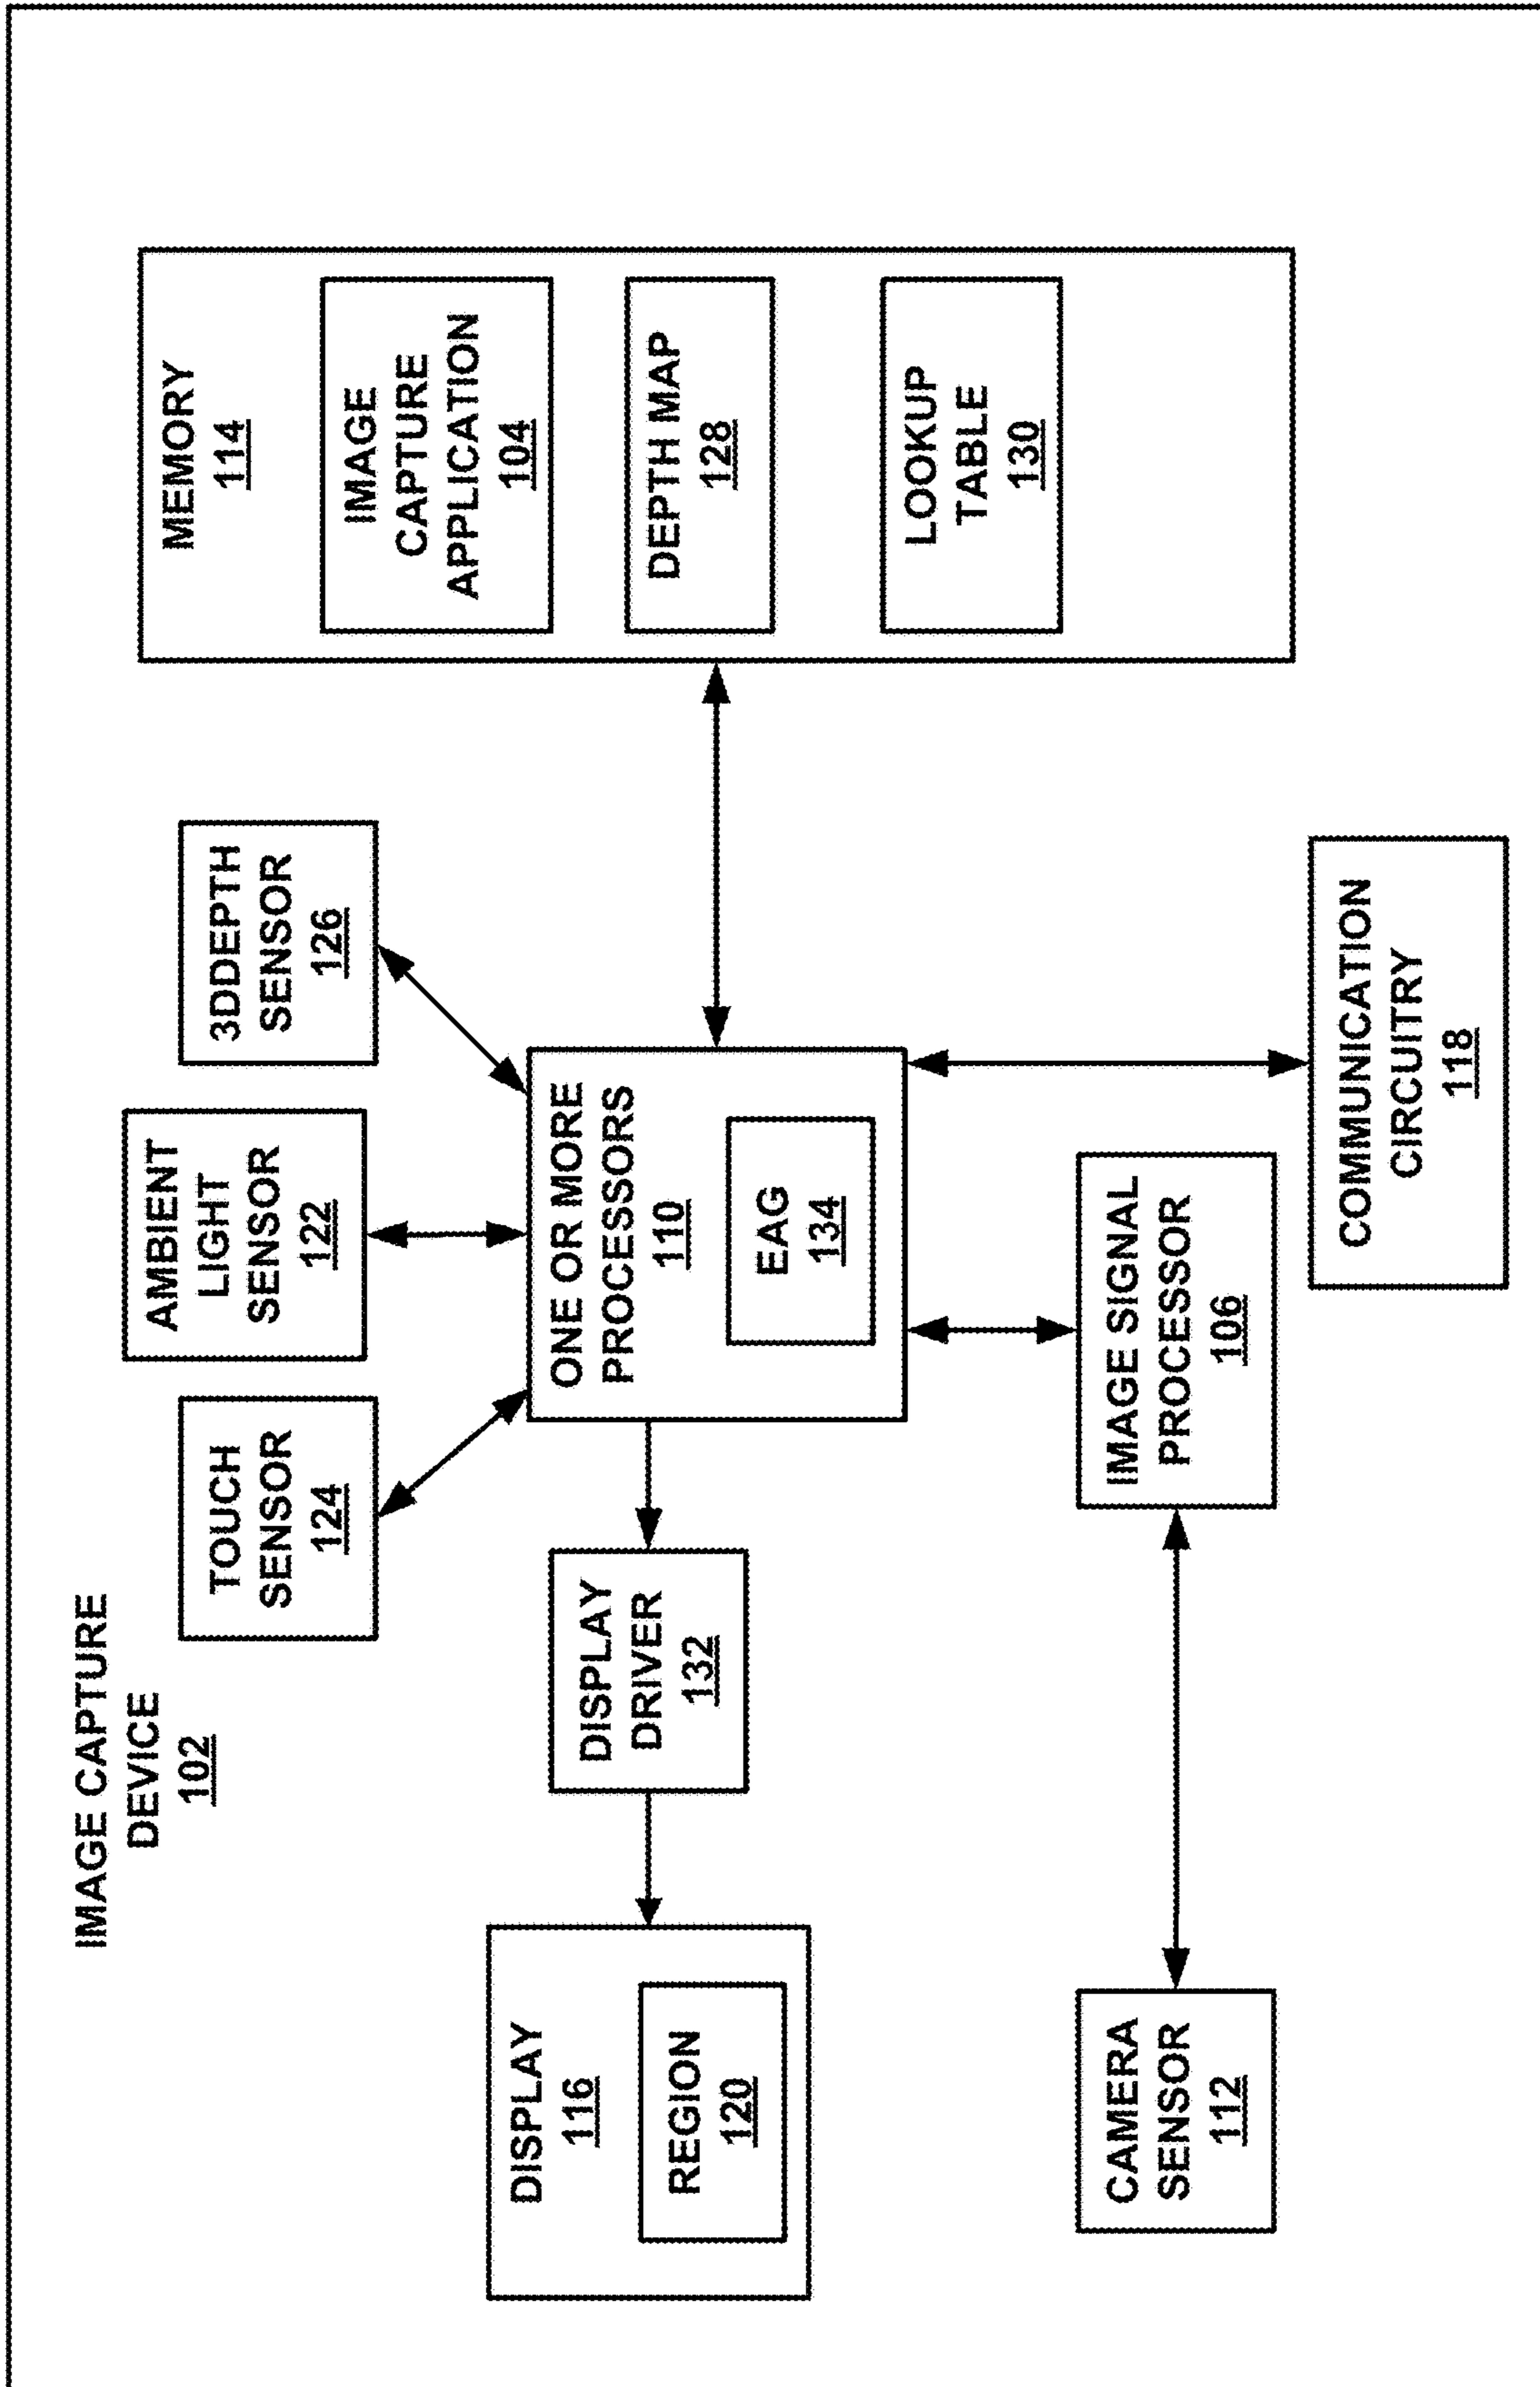 IMAGE CAPTURE
DEVICE
102
TOUCH
SENSOR
124
AMBIENT
LIGHT
SENSOR
122
3DDEPTH
SENSOR
126
MEMORY
114
IMAGE
CAPTURE
APPLICATION
104
DEPTH MAP
128
LOOKUP
TABLE
130
DISPLAY
116
REGION
120
DISPLAY
DRIVER
132
ONE OR MORE
PROCESSORS
110
EAG
134
CAMERA
SENSOR
112
IMAGE SIGNAL
PROCESSOR
106
COMMUNICATION
CIRCUITRY
118